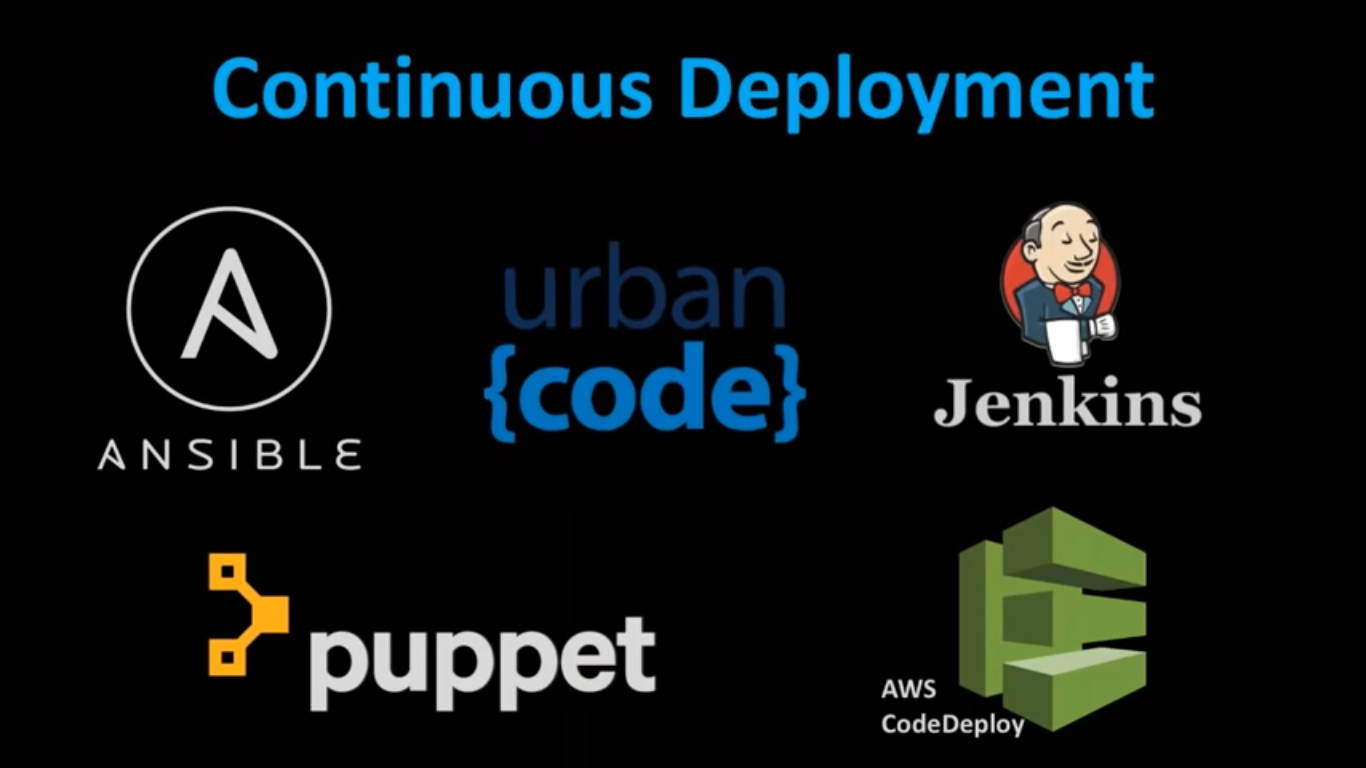 Continuous Deployment
ANSIBLE
urban
{code}
Jenkins
puppet
AWS
CodeDeploy